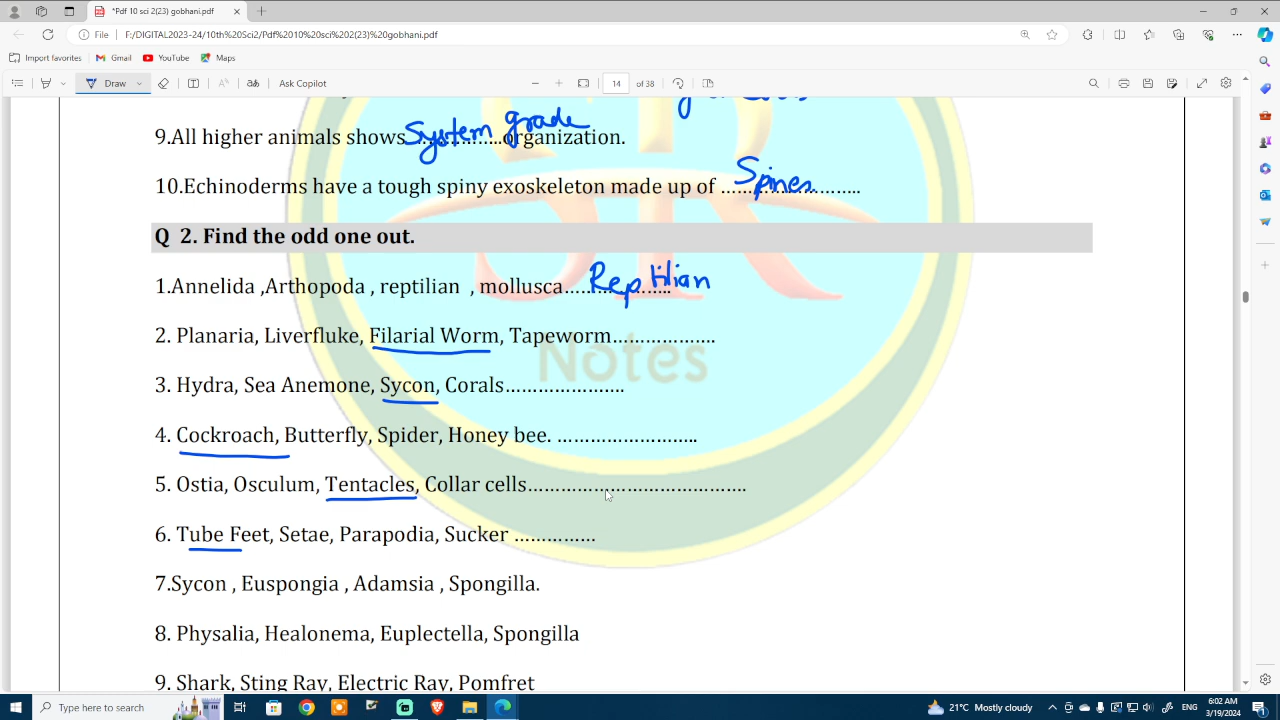 *Pdf 10 sci 2(23) gobhani.pdf
File F:/DIGITAL2023-24/10th%20Sci2/Pdf%2010%20sci%202(23)%20gobhani.pdf
Import favorites Gmail YouTube Maps
Draw Ask Copilot 14 of 38
9.All higher animals shows System grade organization.
10.Echinoderms have a tough spiny exoskeleton made up of Spines
Q 2. Find the odd one out.
1.Annelida ,Arthopoda , reptilian , mollusca Reptilian
2. Planaria, Liverfluke, Filarial Worm, Tapeworm……………….
Notes
3. Hydra, Sea Anemone, Sycon, Corals………………….
4. Cockroach, Butterfly, Spider, Honey bee. ……………………..
5. Ostia, Osculum, Tentacles, Collar cells………………………………….
6. Tube Feet, Setae, Parapodia, Sucker ……………
7.Sycon , Euspongia , Adamsia , Spongilla.
8. Physalia, Healonema, Euplectella, Spongilla
9. Shark, Sting Ray, Electric Ray, Pomfret
Type here to search 21°C Mostly cloudy ENG 6:02 AM
3/19/2024